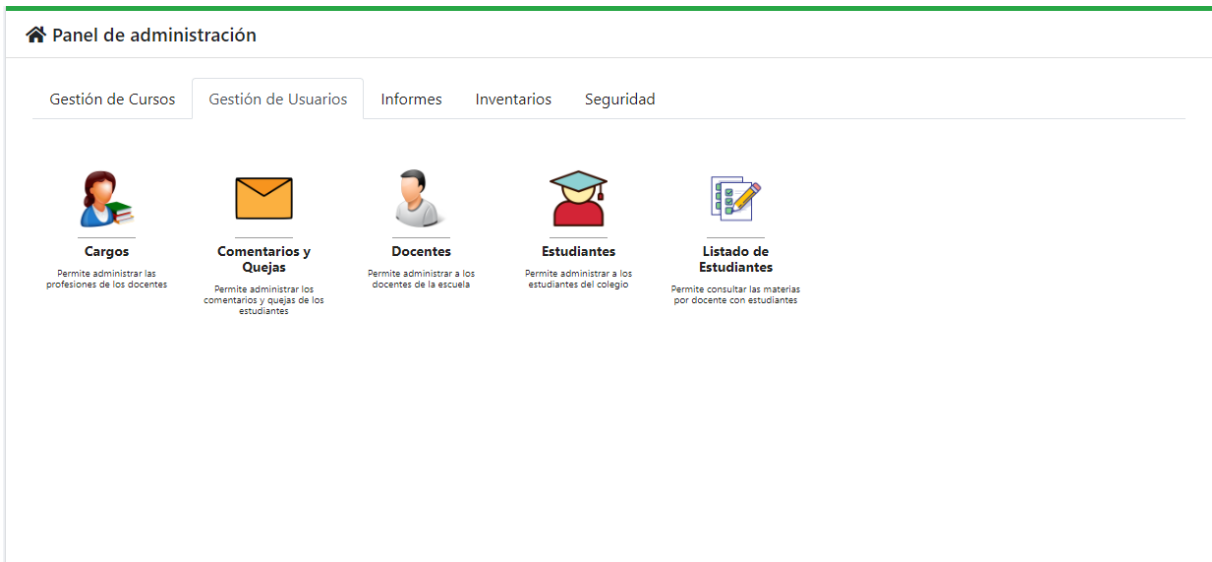 Panel de administración
Gestión de Cursos Gestión de Usuarios Informes Inventarios Seguridad
Cargos
Permite administrar las
profesiones de los docentes
Comentarios y
Quejas
Permite administrar los
comentarios y quejas de los
estudiantes
Docentes
Permite administrar a los
docentes de la escuela
Estudiantes
Permite administrar a los
estudiantes del colegio
Listado de
Estudiantes
Permite consultar las materias
por docente con estudiantes